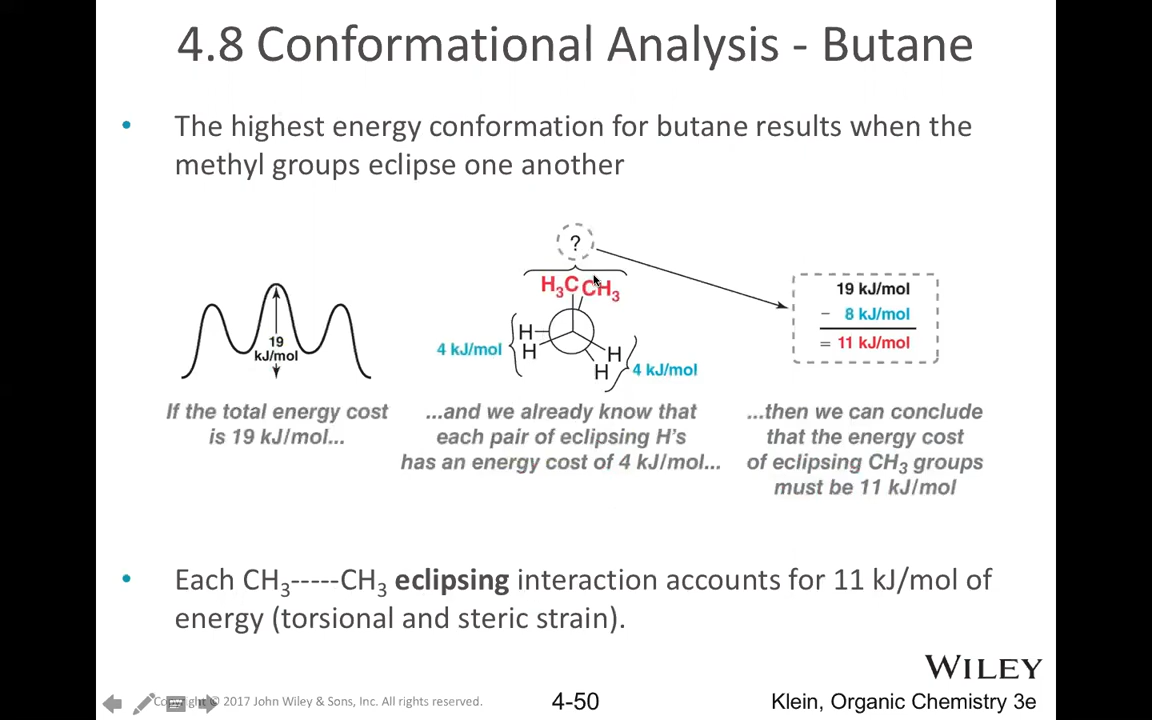 4.8 Conformational Analysis - Butane
• The highest energy conformation for butane results when the
methyl groups eclipse one another
?
H₃C CH₃
H
H
4 kJ/mol
H
H
4 kJ/mol
19
kJ/mol
19 kJ/mol
− 8 kJ/mol
= 11 kJ/mol
If the total energy cost
is 19 kJ/mol...
...and we already know that
each pair of eclipsing H's
has an energy cost of 4 kJ/mol...
...then we can conclude
that the energy cost
of eclipsing CH₃ groups
must be 11 kJ/mol
• Each CH₃-----CH₃ eclipsing interaction accounts for 11 kJ/mol of
energy (torsional and steric strain).
WILEY
Copyright © 2017 John Wiley & Sons, Inc. All rights reserved.
4-50
Klein, Organic Chemistry 3e